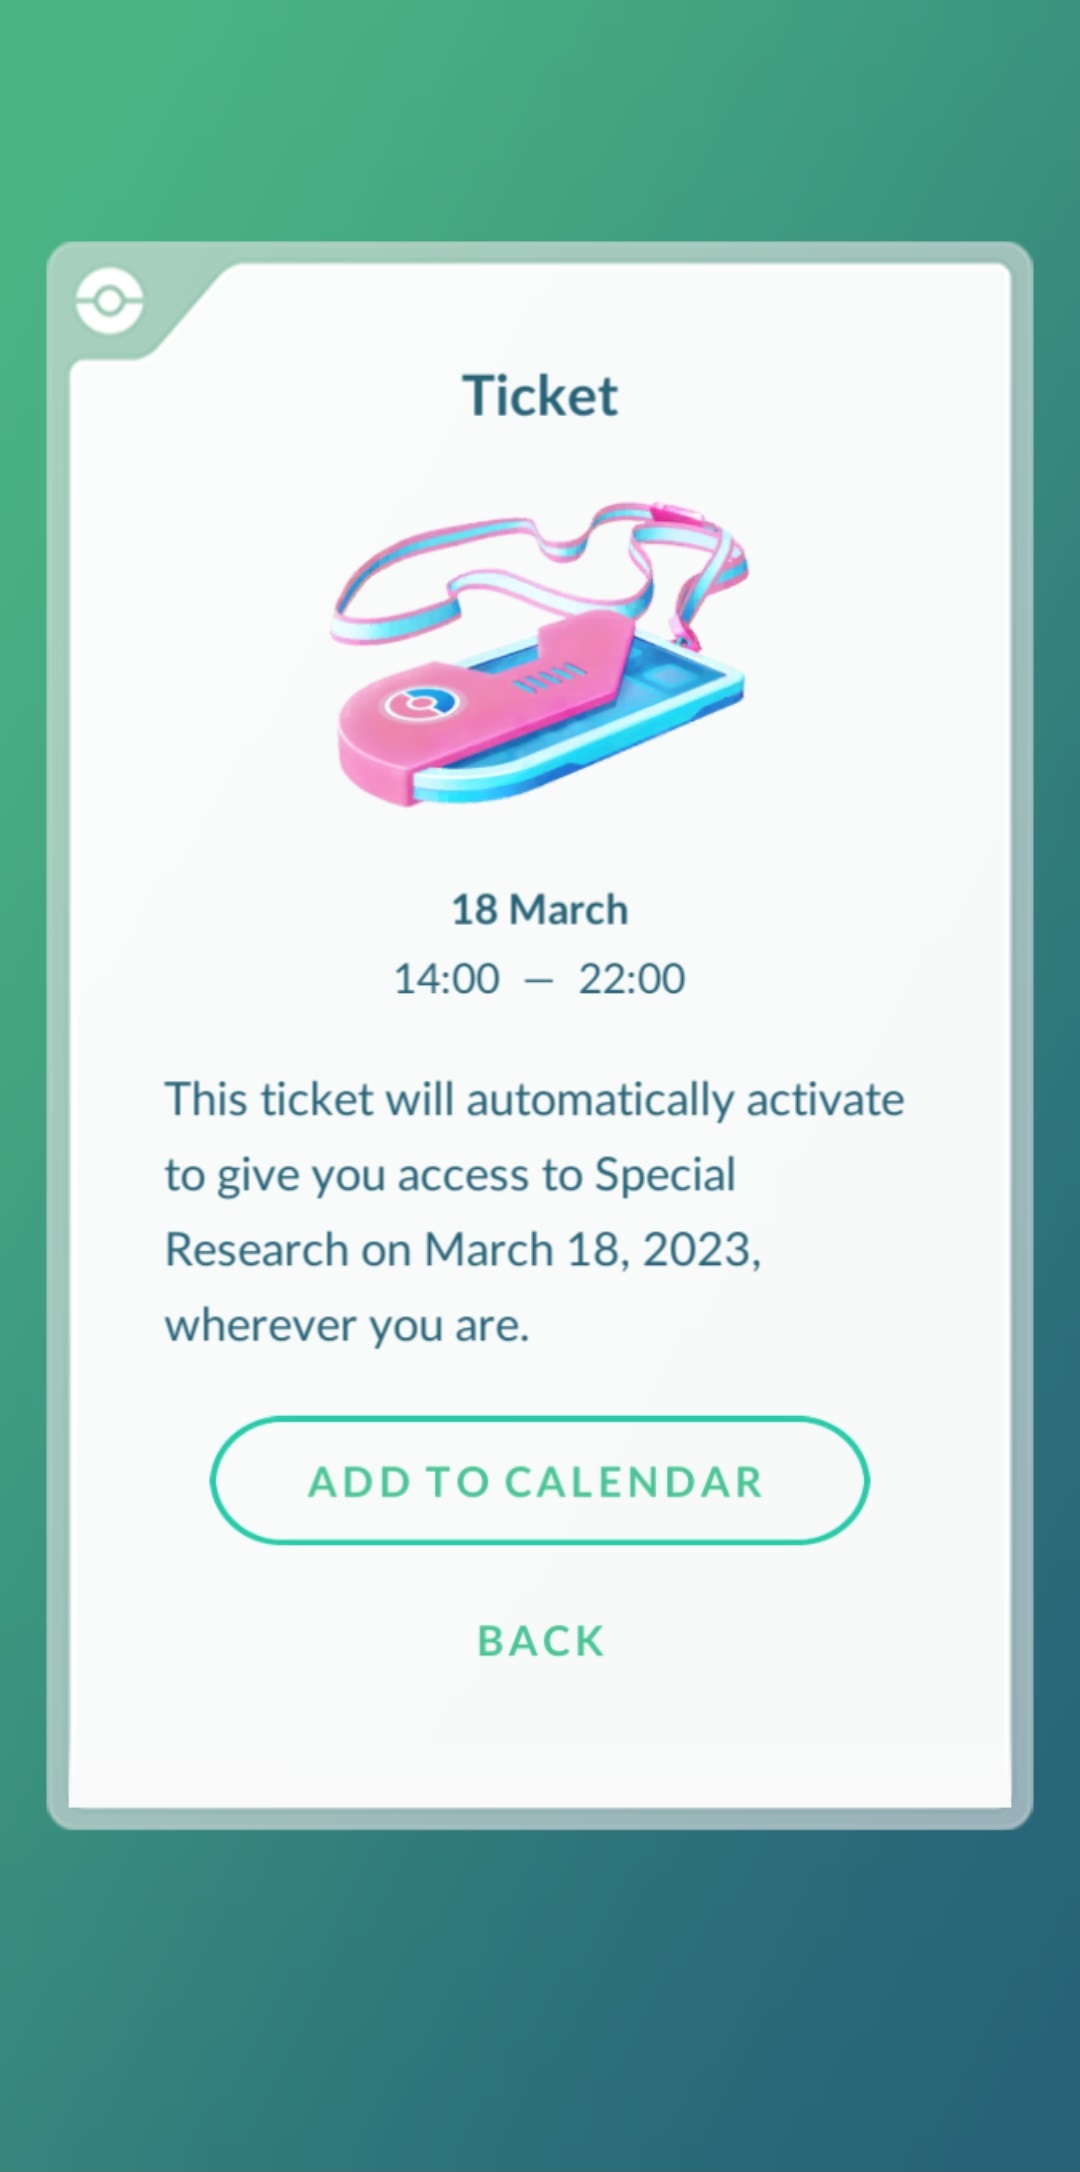 Ticket
18 March
14:00 — 22:00
This ticket will automatically activate
to give you access to Special
Research on March 18, 2023,
wherever you are.
ADD TO CALENDAR
BACK